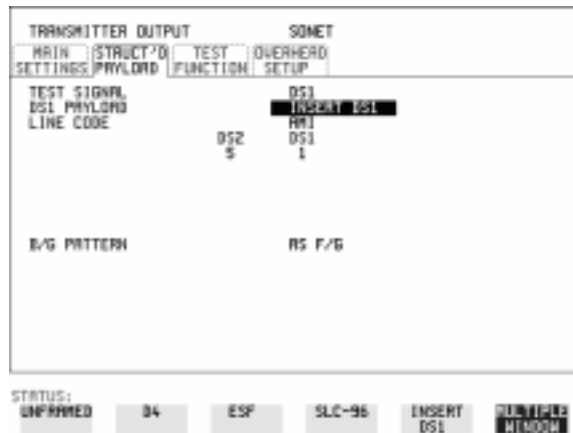 TRANSMITTER OUTPUT SONET
MAIN STRUCT'D TEST OVERHEAD
SETTINGS PAYLOAD FUNCTION SETUP
TEST SIGNAL DS1
DS1 PAYLOAD INSERT DS1
LINE CODE AMI
DS2 DS1
5 1
B/G PATTERN AS F/G
STATUS:
UNFRAMED D4 ESF SLC-96 INSERT MULTIPLE
DS1 WINDOW